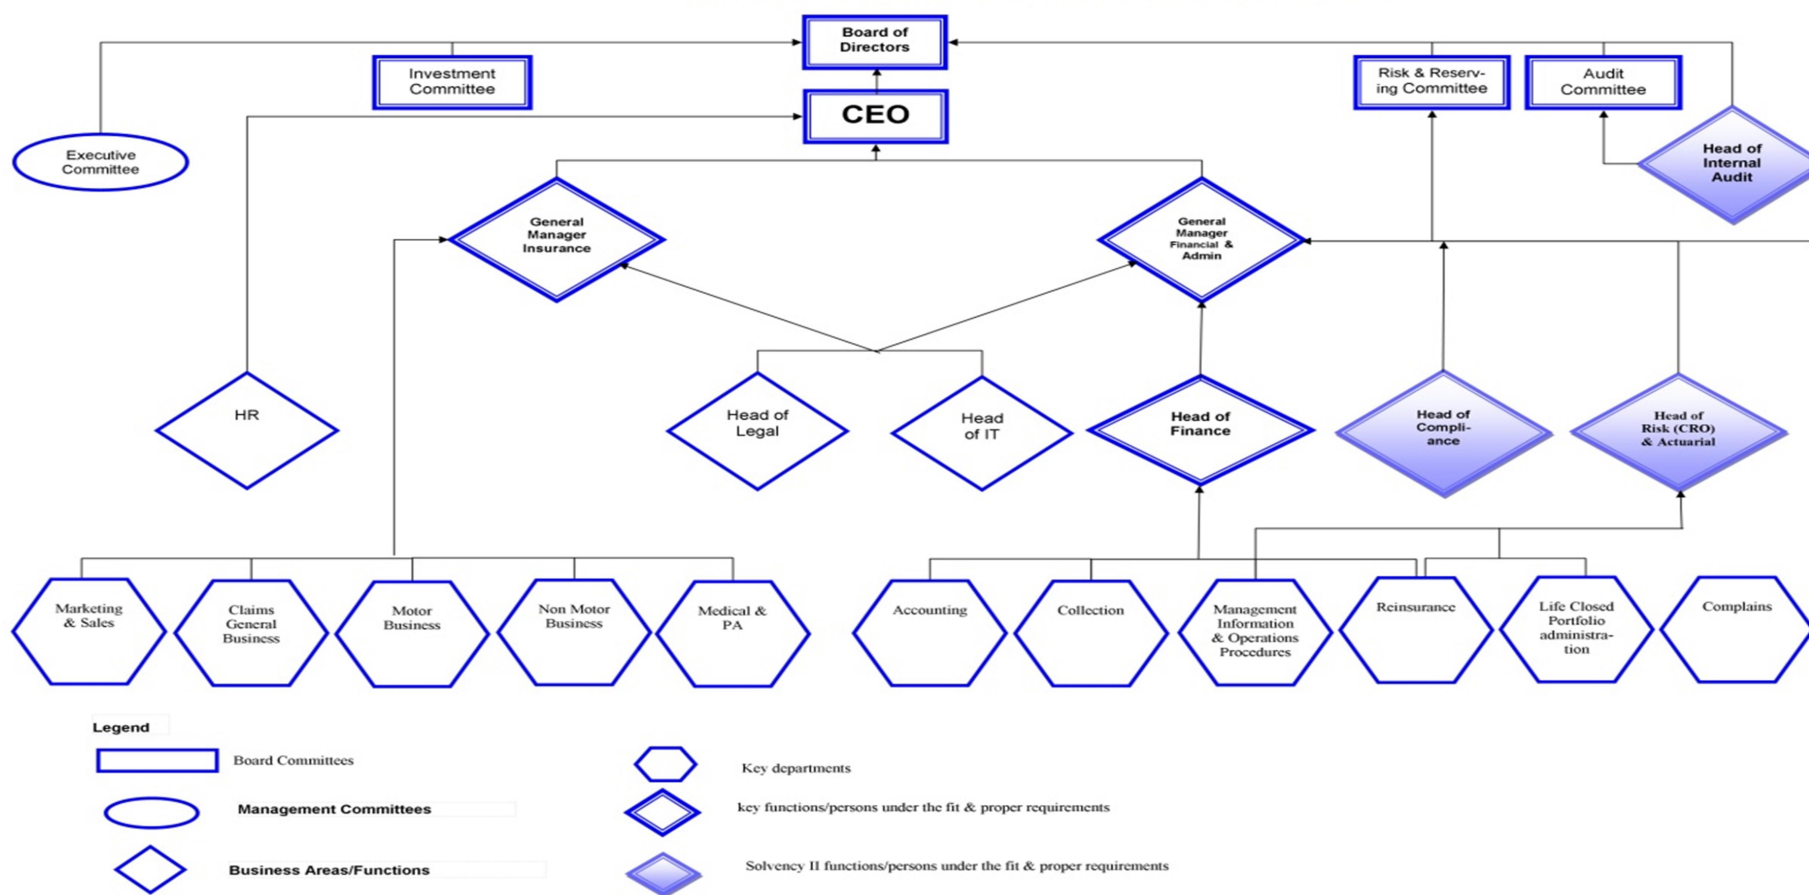 Board of
Directors
Investment
Committee
CEO
Risk & Reserv-
ing Committee
Audit
Committee
Executive
Committee
Head of
Internal
Audit
General
Manager
Insurance
General
Manager
Financial &
Admin
HR
Head of
Legal
Head
of IT
Head of
Finance
Head of
Compli-
ance
Head of
Risk (CRO)
& Actuarial
Marketing
& Sales
Claims
General
Business
Motor
Business
Non Motor
Business
Medical &
PA
Accounting
Collection
Management
Information
& Operations
Procedures
Reinsurance
Life Closed
Portfolio
administra-
tion
Complains
Legend
Board Committees
Key departments
Management Committees
key functions/persons under the fit & proper requirements
Business Areas/Functions
Solvency II functions/persons under the fit & proper requirements